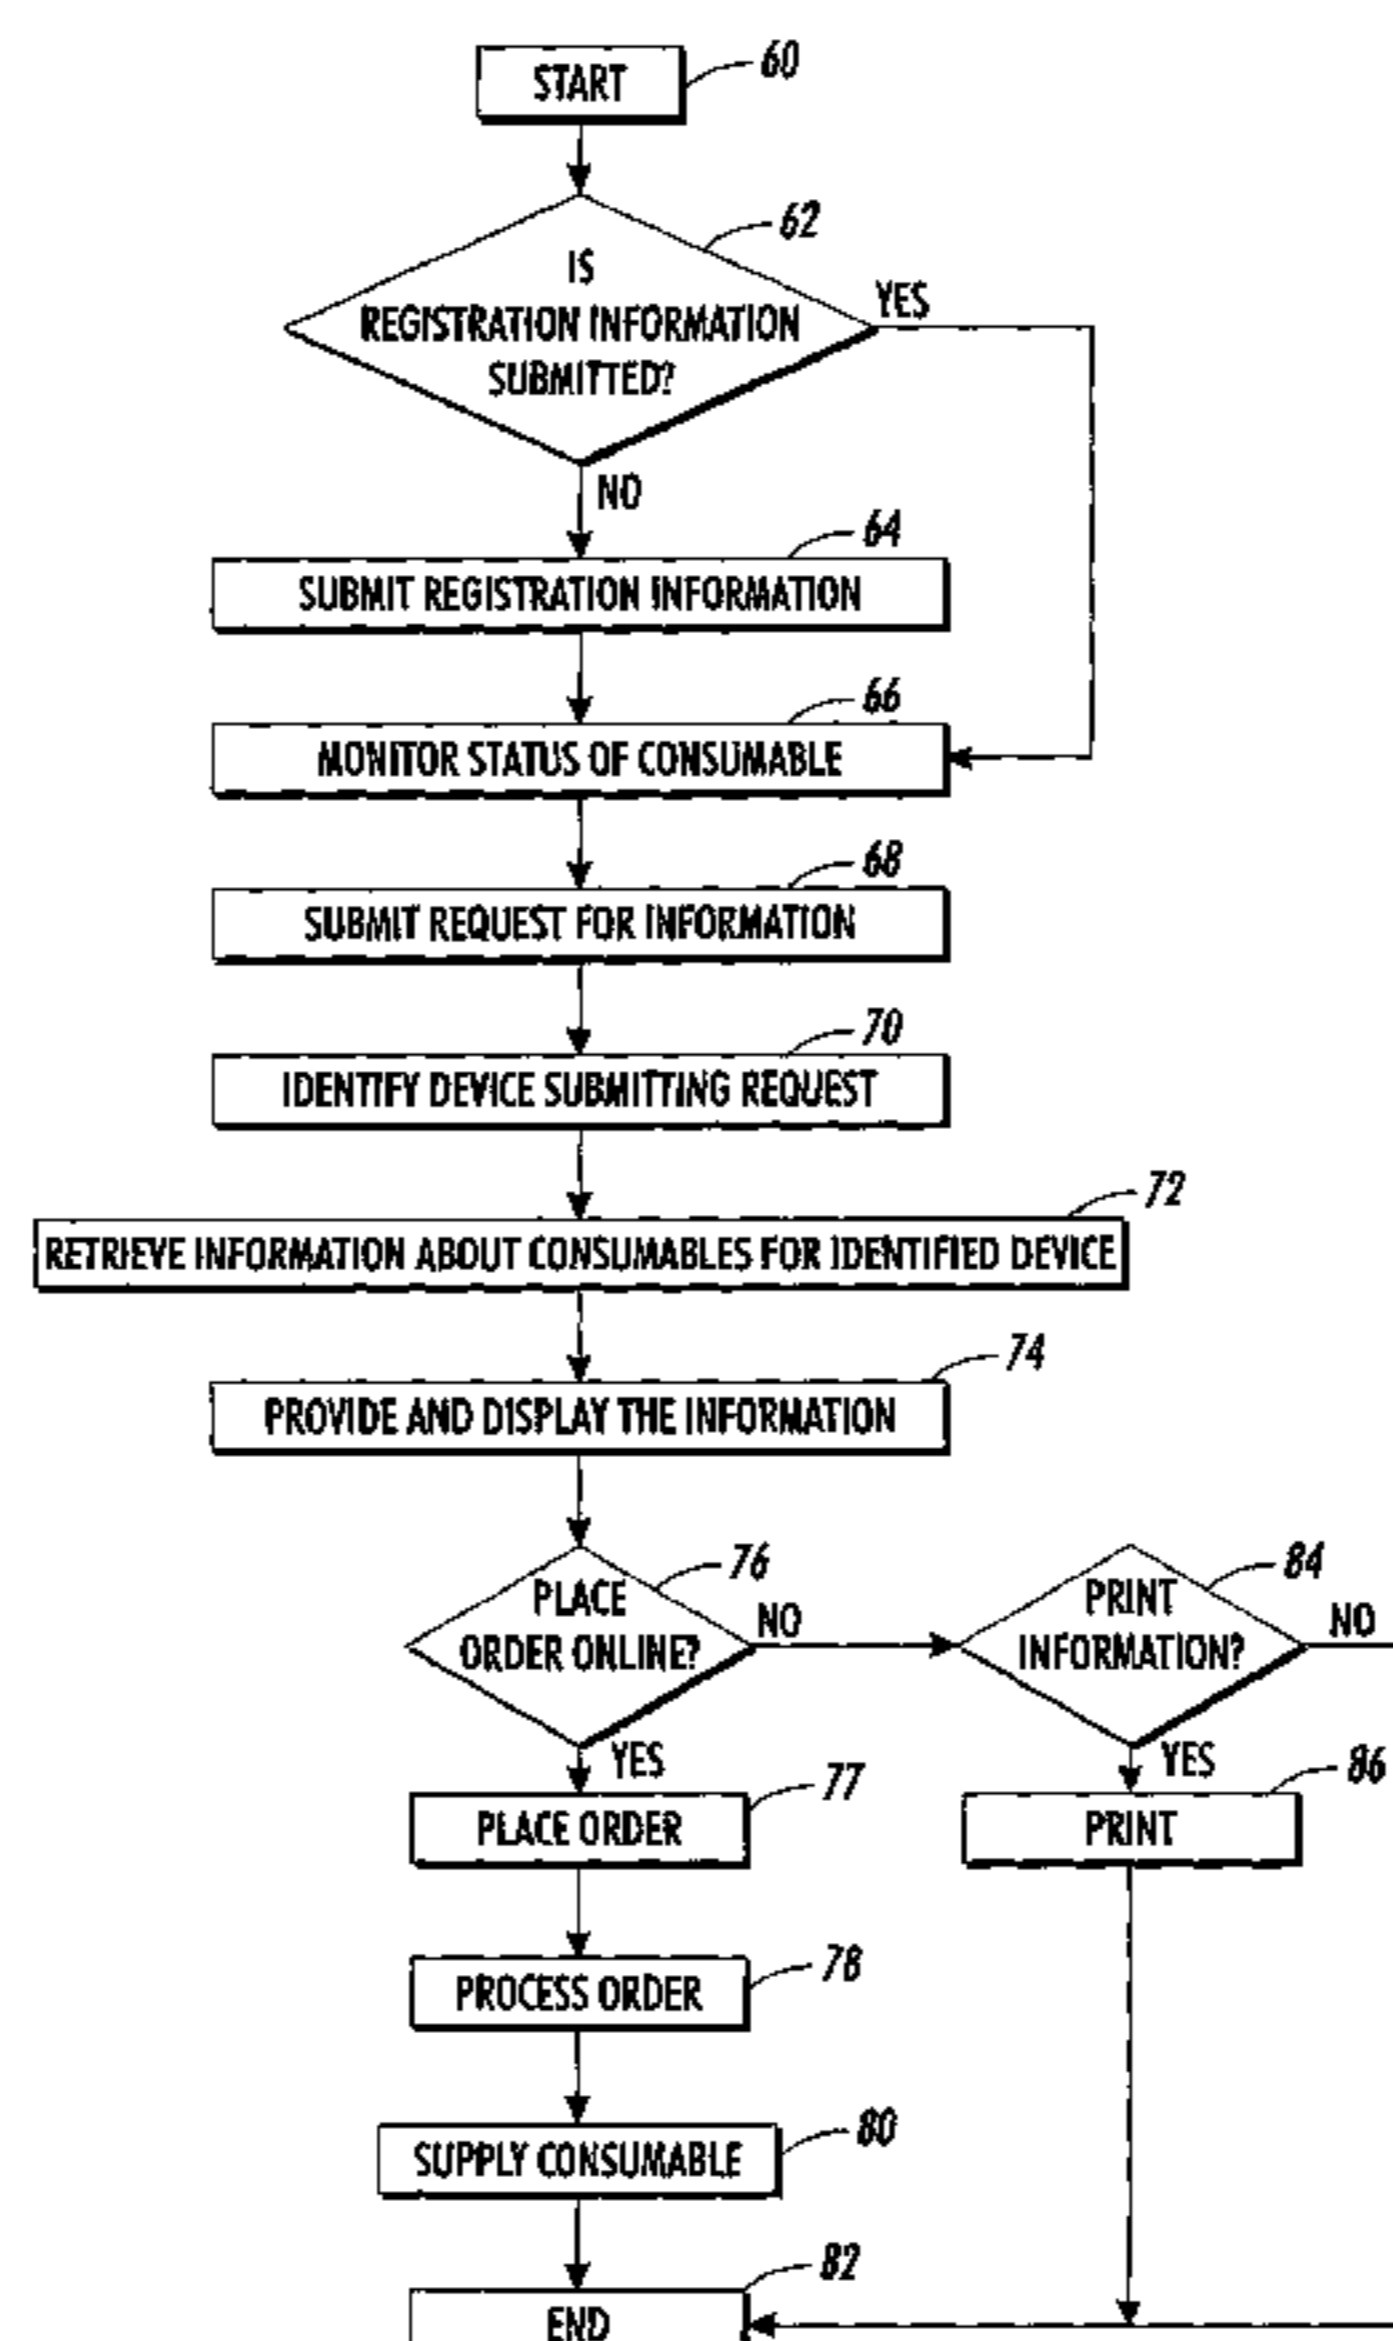 START
60
62
IS
REGISTRATION INFORMATION
SUBMITTED?
YES
NO
64
SUBMIT REGISTRATION INFORMATION
66
MONITOR STATUS OF CONSUMABLE
68
SUBMIT REQUEST FOR INFORMATION
70
IDENTIFY DEVICE SUBMITTING REQUEST
72
RETRIEVE INFORMATION ABOUT CONSUMABLES FOR IDENTIFIED DEVICE
74
PROVIDE AND DISPLAY THE INFORMATION
76
PLACE
ORDER ONLINE?
NO
84
PRINT
INFORMATION?
NO
YES
77
PLACE ORDER
YES
86
PRINT
78
PROCESS ORDER
80
SUPPLY CONSUMABLE
82
END